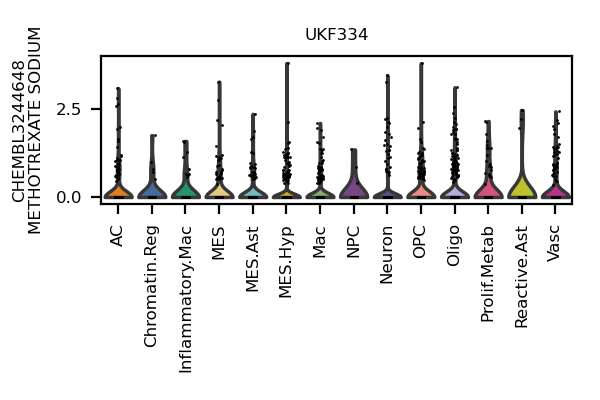 UKF334
CHEMBL3244648
METHOTREXATE SODIUM
2.5
0.0
AC
Chromatin.Reg
Inflammatory.Mac
MES
MES.Ast
MES.Hyp
Mac
NPC
Neuron
OPC
Oligo
Prolif.Metab
Reactive.Ast
Vasc